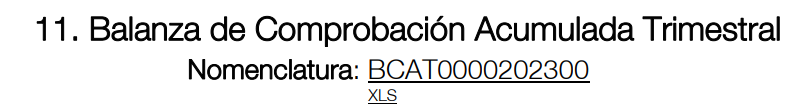 11. Balanza de Comprobación Acumulada Trimestral
Nomenclatura: BCAT0000202300
XLS